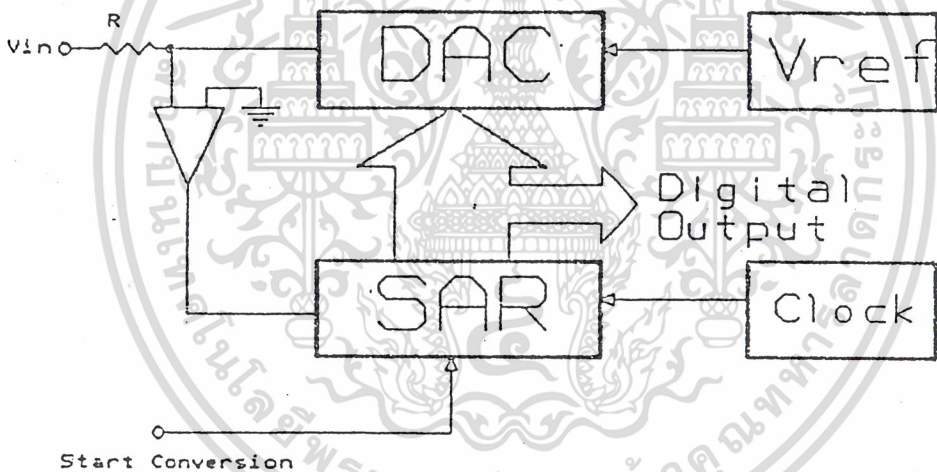 R
Vin
DAC
Vref
Digital
Output
SAR
Clock
Start Conversion